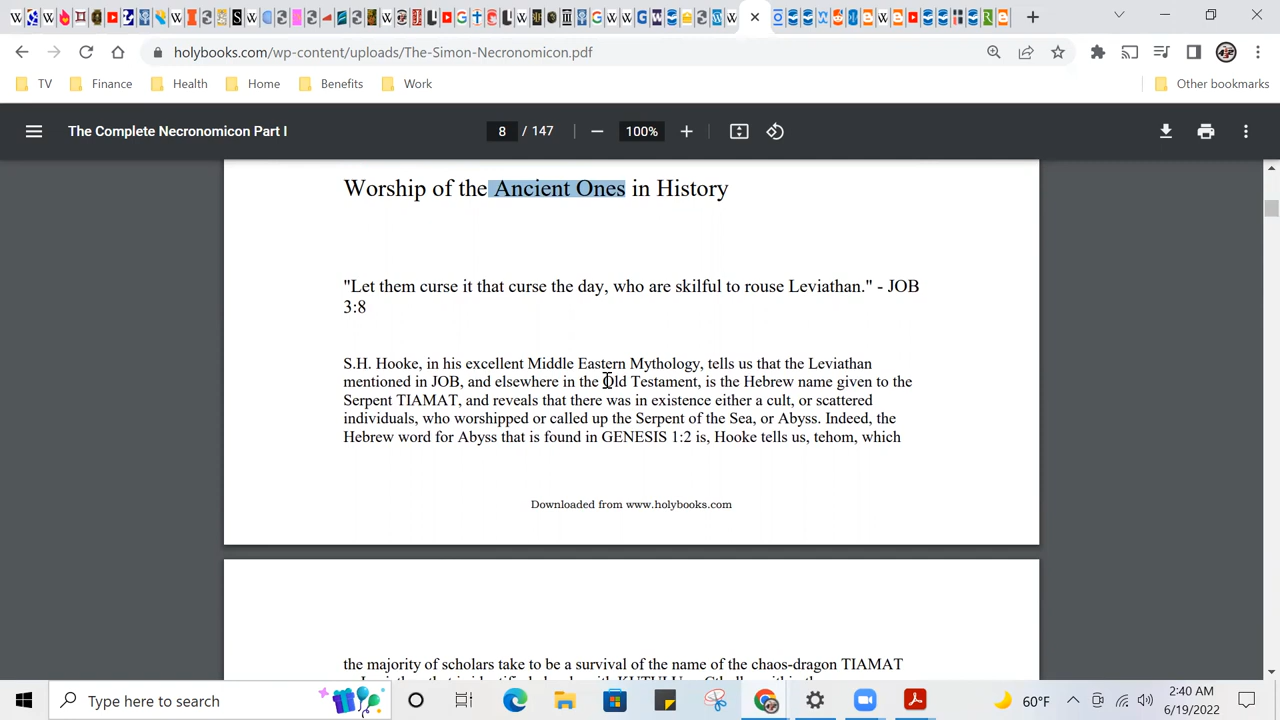 holybooks.com/wp-content/uploads/The-Simon-Necronomicon.pdf
TV
Finance
Health
Home
Benefits
Work
Other bookmarks
The Complete Necronomicon Part I
8 / 147
100%
Worship of the Ancient Ones in History
"Let them curse it that curse the day, who are skilful to rouse Leviathan." - JOB
3:8
S.H. Hooke, in his excellent Middle Eastern Mythology, tells us that the Leviathan
mentioned in JOB, and elsewhere in the Old Testament, is the Hebrew name given to the
Serpent TIAMAT, and reveals that there was in existence either a cult, or scattered
individuals, who worshipped or called up the Serpent of the Sea, or Abyss. Indeed, the
Hebrew word for Abyss that is found in GENESIS 1:2 is, Hooke tells us, tehom, which
Downloaded from www.holybooks.com
the majority of scholars take to be a survival of the name of the chaos-dragon TIAMAT
Type here to search
60°F
2:40 AM
6/19/2022